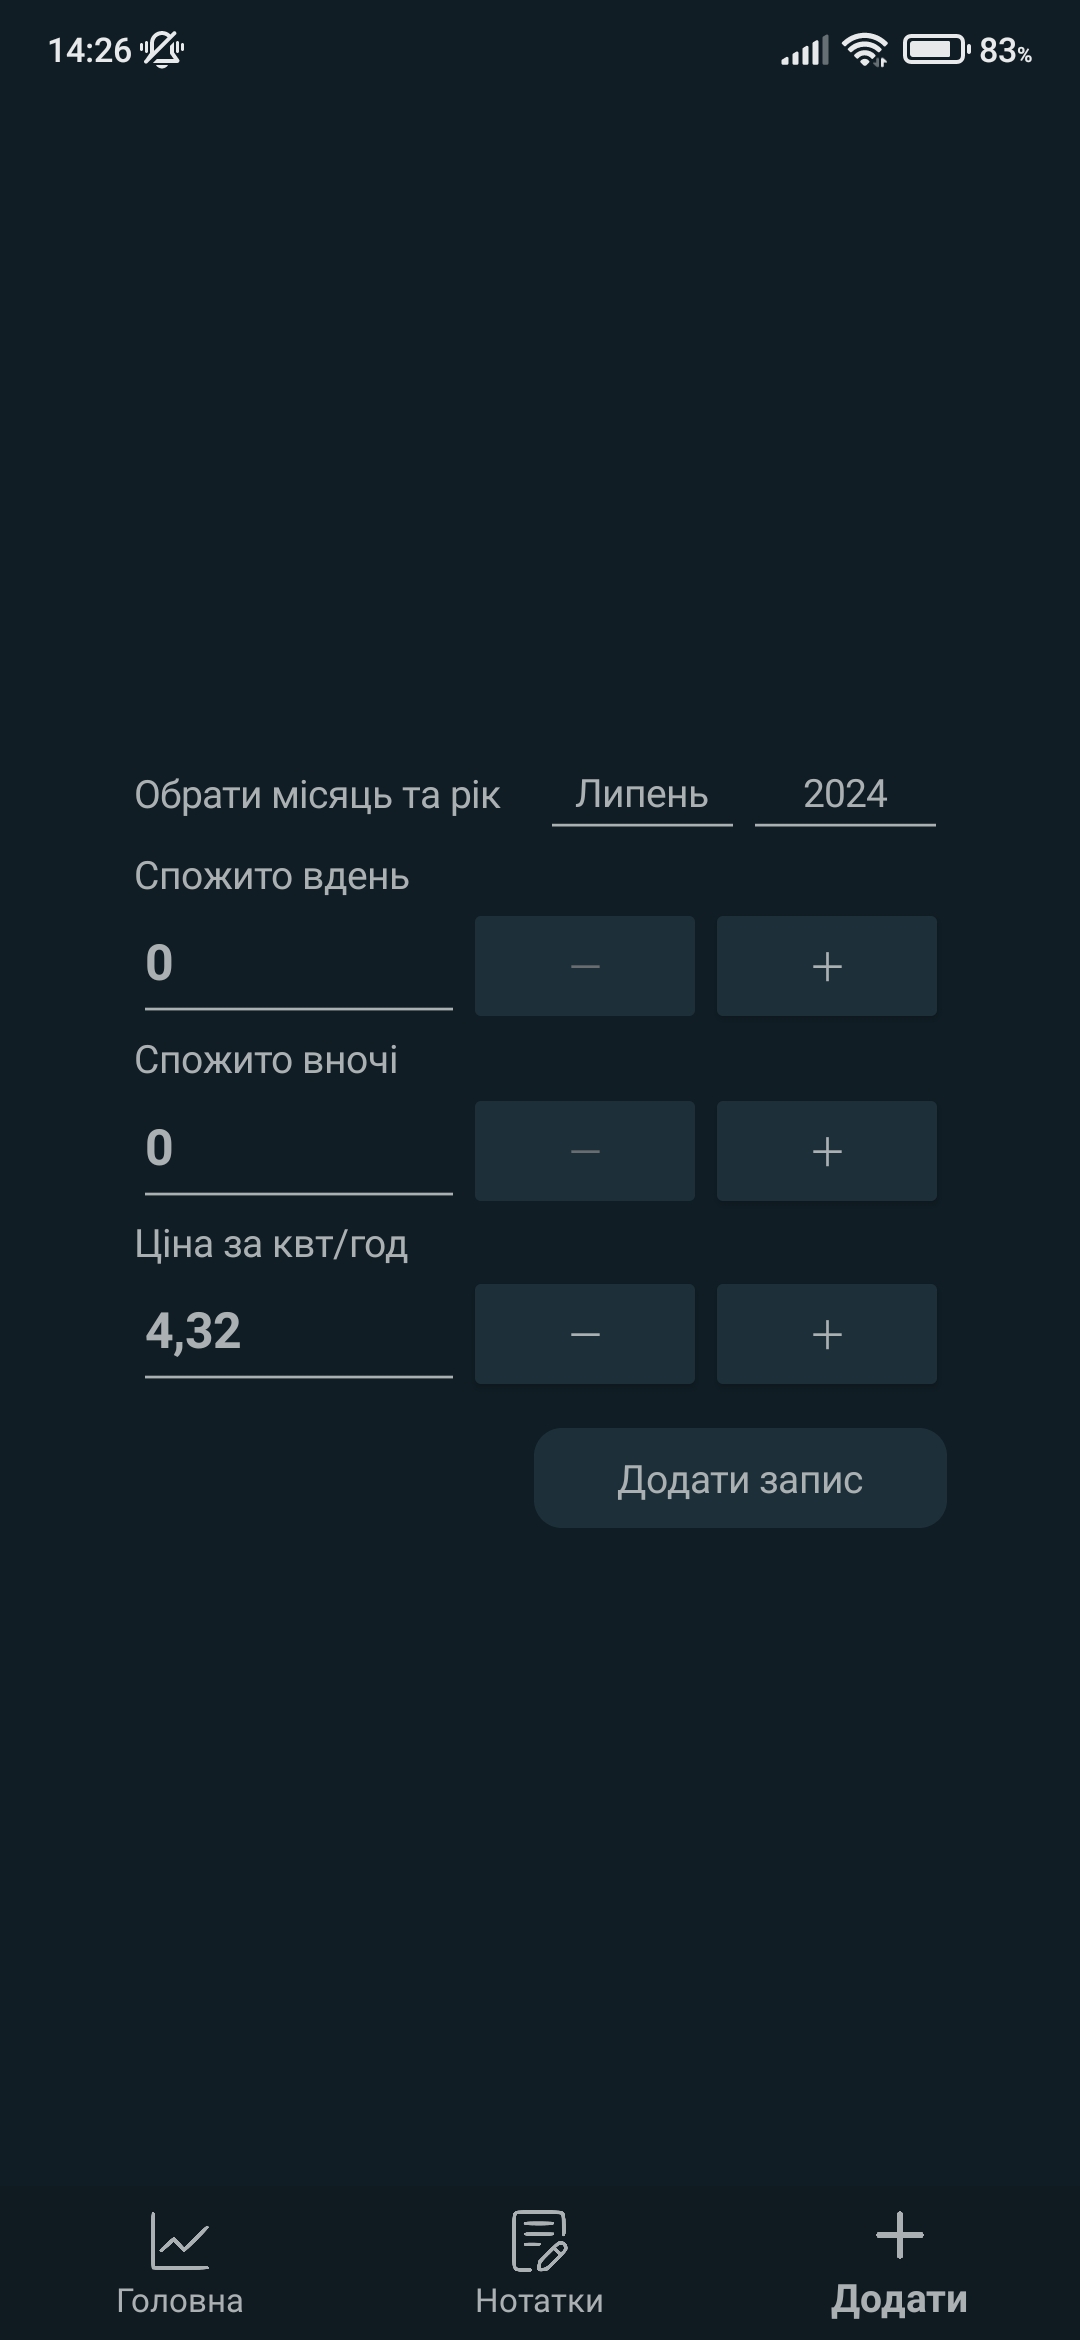 14:26 83%
Обрати місяць та рік Липень 2024
Спожито вдень
0 — +
Спожито вночі
0 — +
Ціна за квт/год
4,32 — +
Додати запис
Головна Нотатки Додати